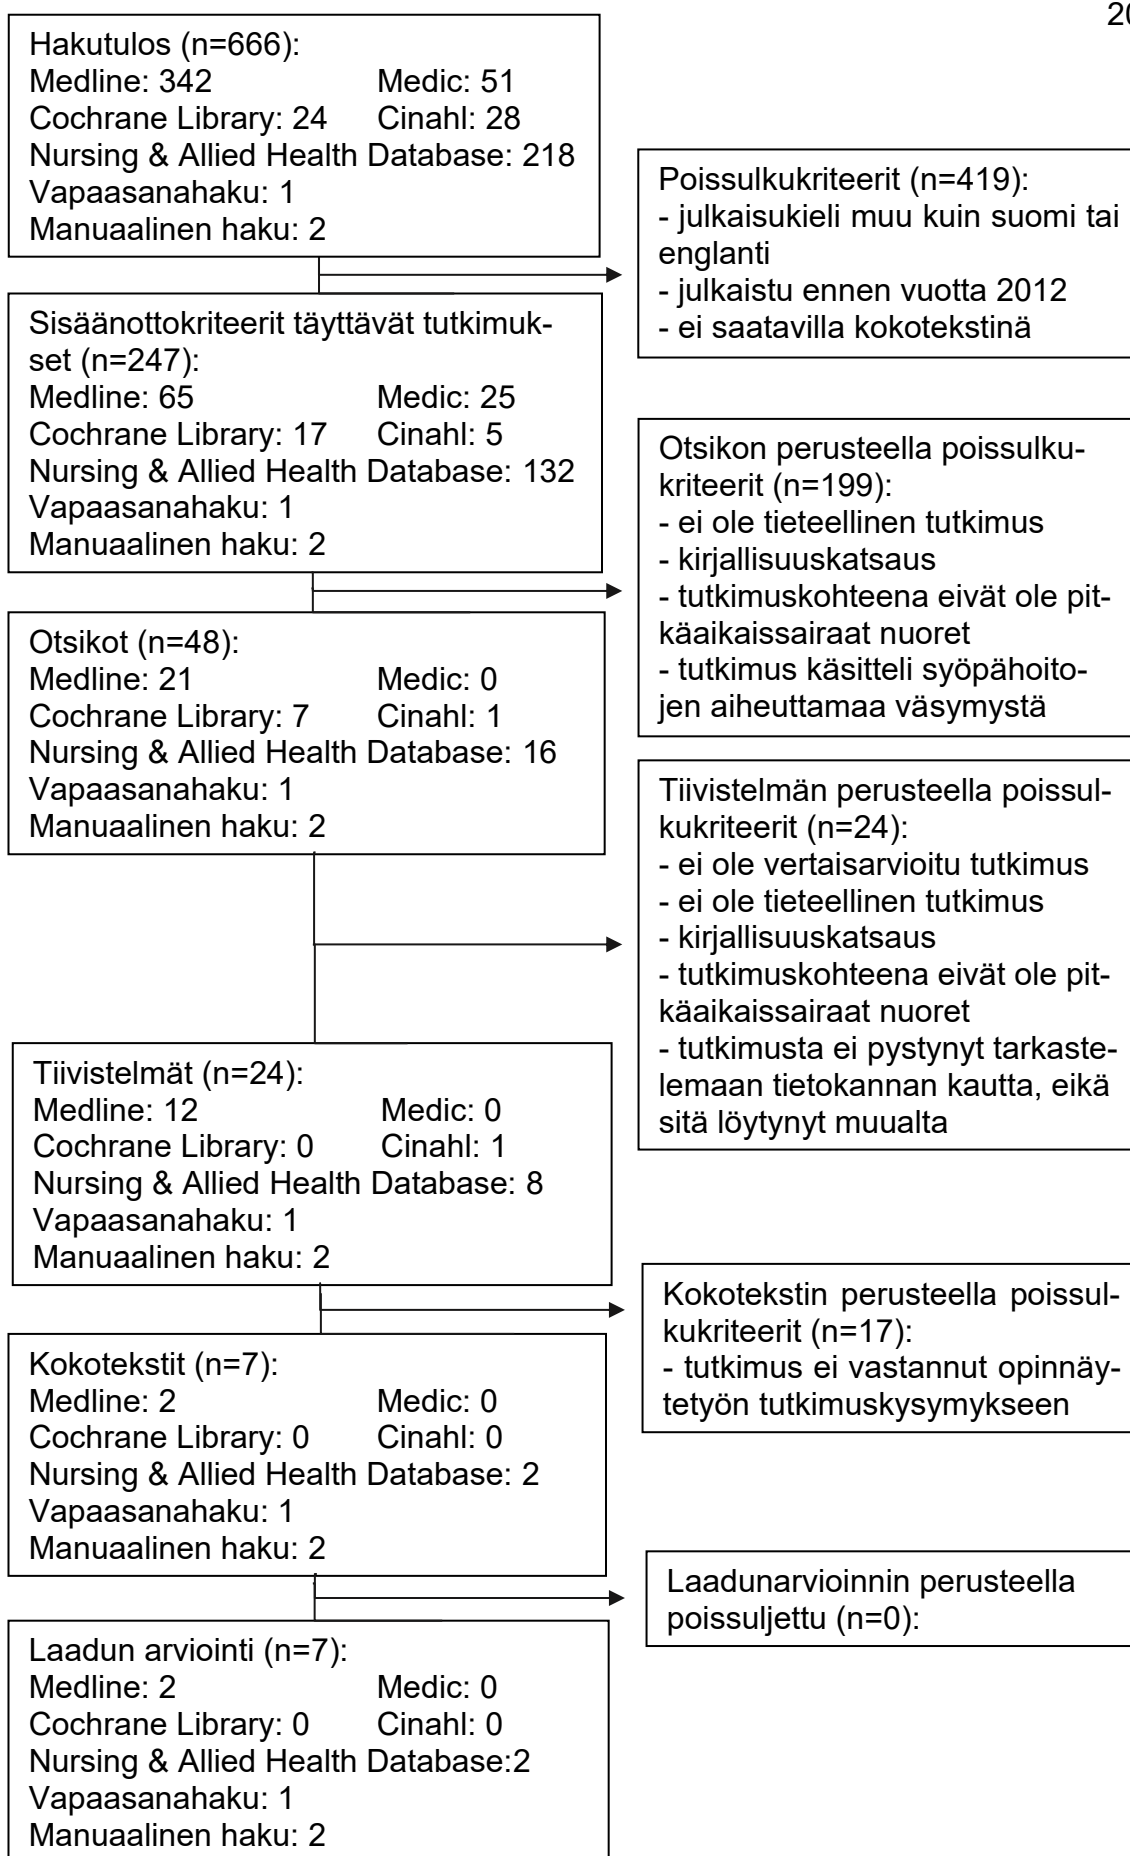 20
Hakutulos (n=666):
Medline: 342 Medic: 51
Cochrane Library: 24 Cinahl: 28
Nursing & Allied Health Database: 218
Vapaasanahaku: 1
Manuaalinen haku: 2
Poissulkukriteerit (n=419):
- julkaisukieli muu kuin suomi tai
englanti
- julkaistu ennen vuotta 2012
- ei saatavilla kokotekstinä
Sisäänottokriteerit täyttävät tutkimuk-
set (n=247):
Medline: 65 Medic: 25
Cochrane Library: 17 Cinahl: 5
Nursing & Allied Health Database: 132
Vapaasanahaku: 1
Manuaalinen haku: 2
Otsikon perusteella poissulku-
kriteerit (n=199):
- ei ole tieteellinen tutkimus
- kirjallisuuskatsaus
- tutkimuskohteena eivät ole pit-
käaikaissairaat nuoret
- tutkimus käsitteli syöpähoito-
jen aiheuttamaa väsymystä
Otsikot (n=48):
Medline: 21 Medic: 0
Cochrane Library: 7 Cinahl: 1
Nursing & Allied Health Database: 16
Vapaasanahaku: 1
Manuaalinen haku: 2
Tiivistelmän perusteella poissul-
kukriteerit (n=24):
- ei ole vertaisarvioitu tutkimus
- ei ole tieteellinen tutkimus
- kirjallisuuskatsaus
- tutkimuskohteena eivät ole pit-
käaikaissairaat nuoret
- tutkimusta ei pystynyt tarkaste-
lemaan tietokannan kautta, eikä
sitä löytynyt muualta
Tiivistelmät (n=24):
Medline: 12 Medic: 0
Cochrane Library: 0 Cinahl: 1
Nursing & Allied Health Database: 8
Vapaasanahaku: 1
Manuaalinen haku: 2
Kokotekstin perusteella poissul-
kukriteerit (n=17):
- tutkimus ei vastannut opinnäy-
tetyön tutkimuskysymykseen
Kokotekstit (n=7):
Medline: 2 Medic: 0
Cochrane Library: 0 Cinahl: 0
Nursing & Allied Health Database: 2
Vapaasanahaku: 1
Manuaalinen haku: 2
Laadunarvioinnin perusteella
poissuljettu (n=0):
Laadun arviointi (n=7):
Medline: 2 Medic: 0
Cochrane Library: 0 Cinahl: 0
Nursing & Allied Health Database:2
Vapaasanahaku: 1
Manuaalinen haku: 2